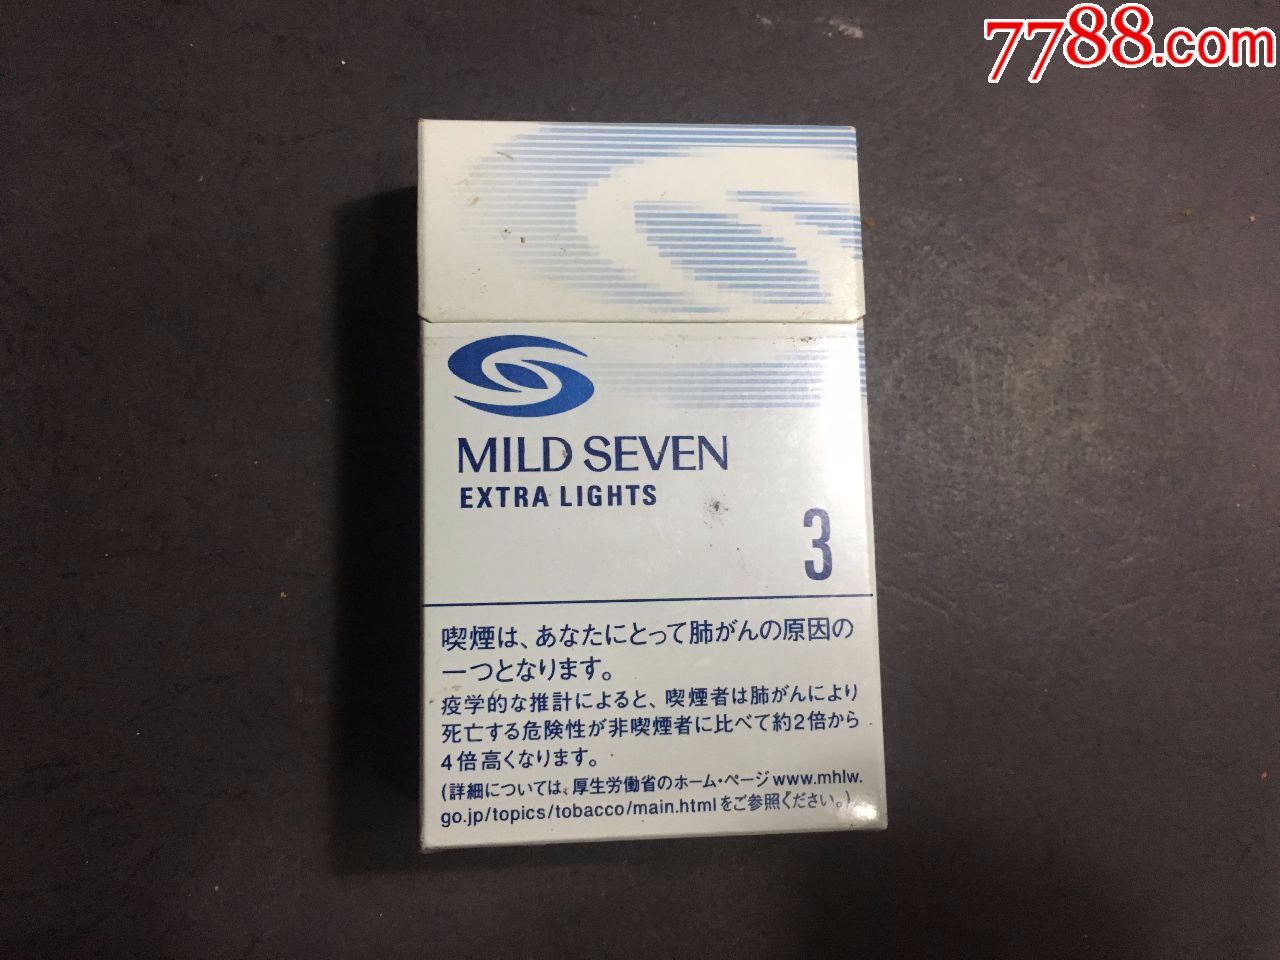 7788.com
MILD SEVEN
EXTRA LIGHTS
3
喫煙は、あなたにとって肺がんの原因の
一つとなります。
疫学的な推計によると、喫煙者は肺がんにより
死亡する危険性が非喫煙者に比べて約2倍から
4倍高くなります。
(詳細については、厚生労働省のホーム・ページwww.mhlw.
go.jp/topics/tobacco/main.htmlをご参照ください。)